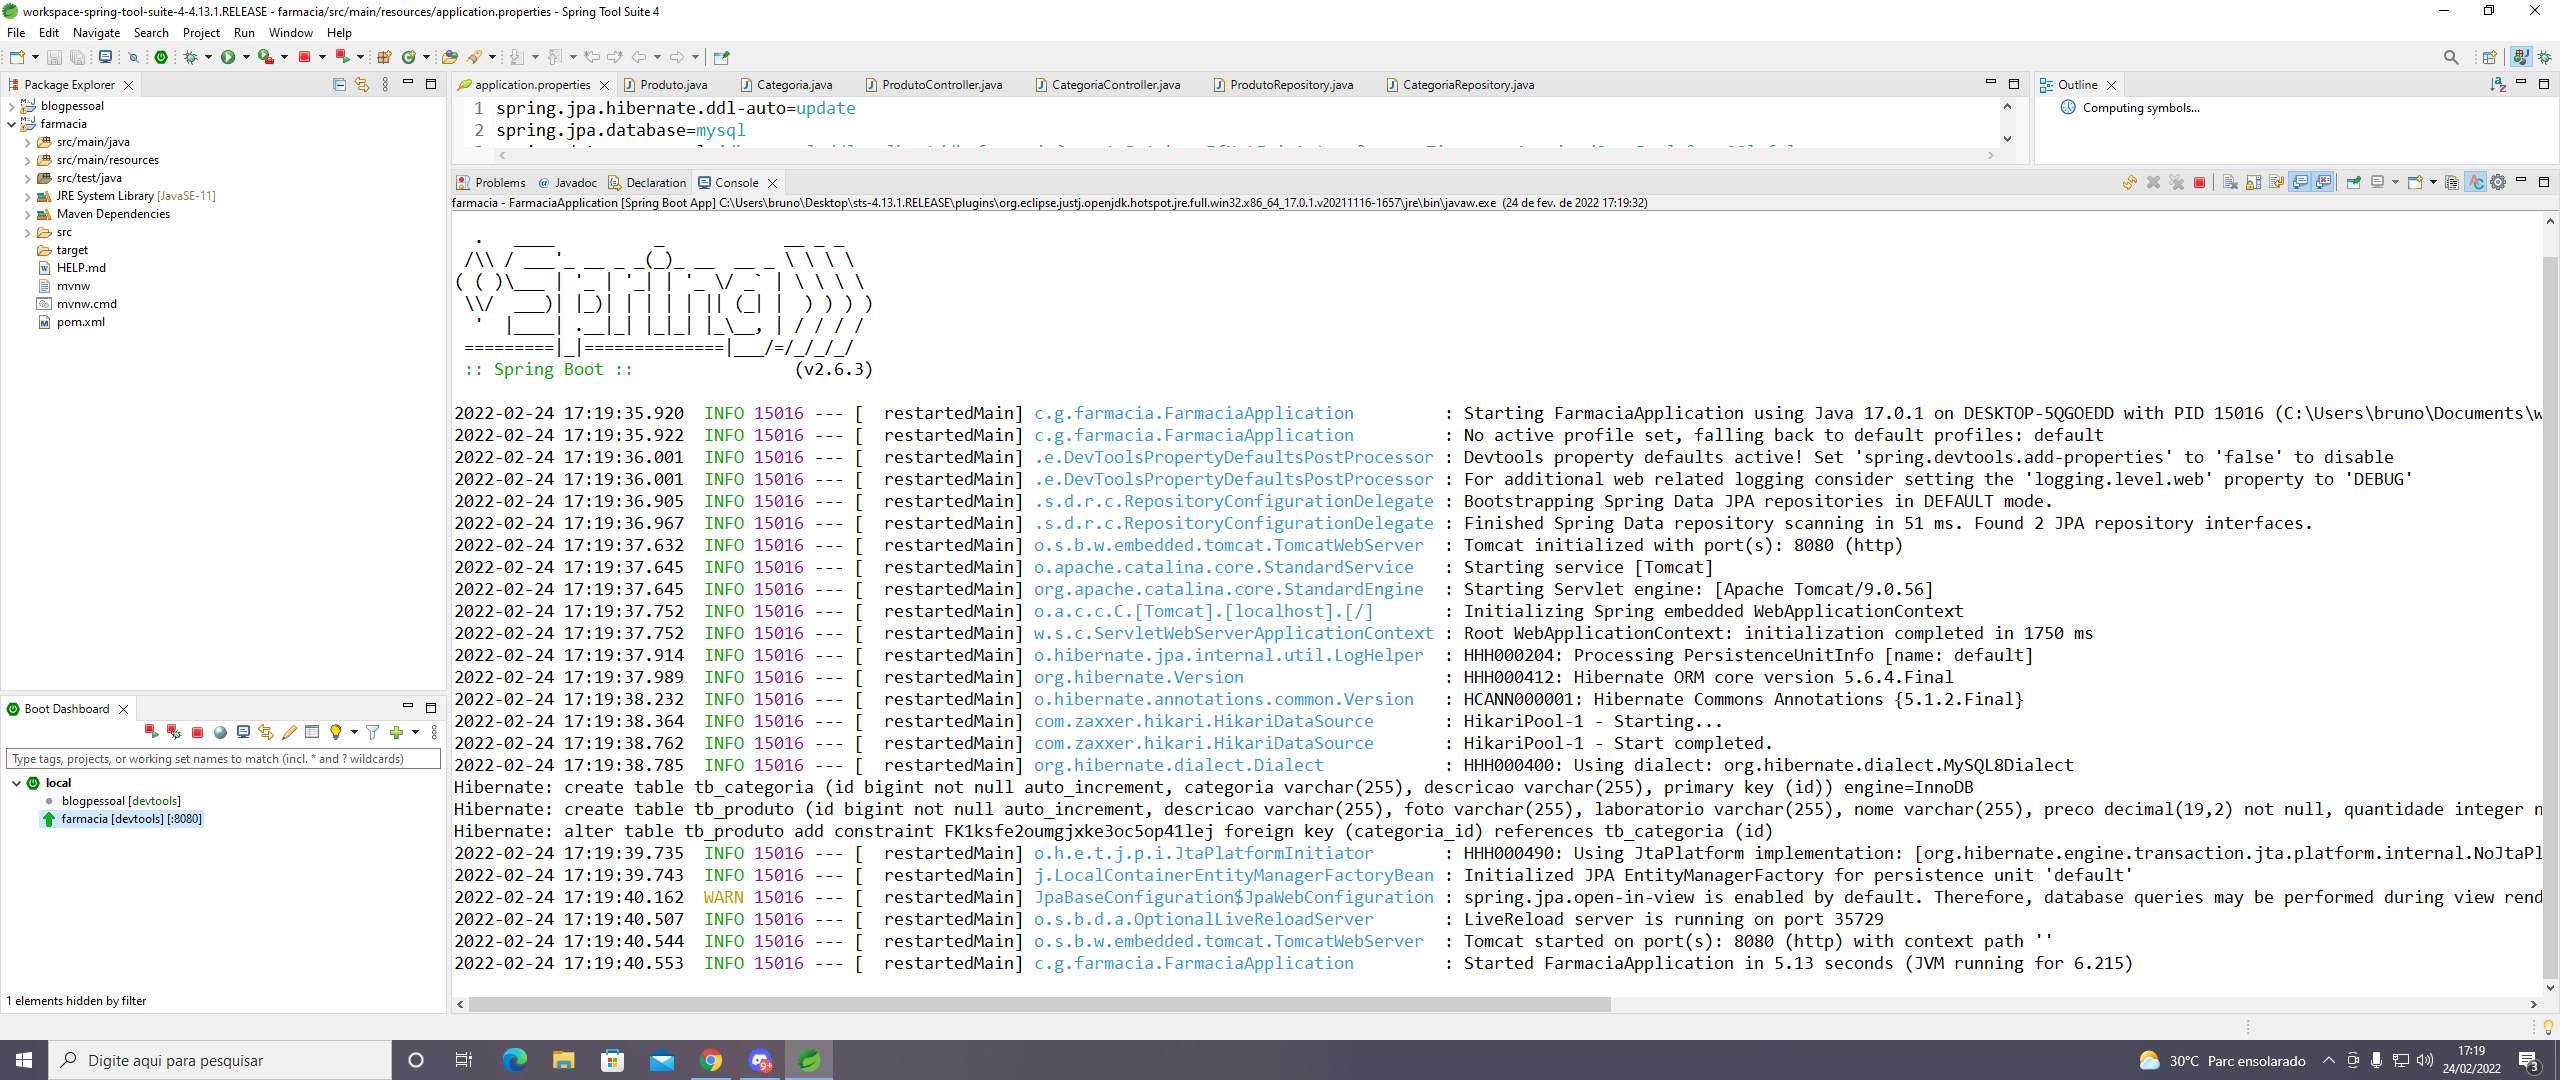 workspace-spring-tool-suite-4-4.13.1.RELEASE - farmacia/src/main/resources/application.properties - Spring Tool Suite 4
File Edit Navigate Search Project Run Window Help
Package Explorer
blogpessoal
farmacia
src/main/java
src/main/resources
src/test/java
JRE System Library [JavaSE-11]
Maven Dependencies
src
target
HELP.md
mvnw
mvnw.cmd
pom.xml
application.properties Produto.java Categoria.java ProdutoController.java CategoriaController.java ProdutoRepository.java CategoriaRepository.java
1 spring.jpa.hibernate.ddl-auto=update
2 spring.jpa.database=mysql
Outline
Computing symbols...
Problems Javadoc Declaration Console
farmacia - FarmaciaApplication [Spring Boot App] C:\Users\bruno\Desktop\sts-4.13.1.RELEASE\plugins\org.eclipse.justj.openjdk.hotspot.jre.full.win32.x86_64_17.0.1.v20211116-1657\jre\bin\javaw.exe (24 de fev. de 2022 17:19:32)
Spring
:: Spring Boot :: (v2.6.3)
2022-02-24 17:19:35.920 INFO 15016 --- [ restartedMain] c.g.farmacia.FarmaciaApplication : Starting FarmaciaApplication using Java 17.0.1 on DESKTOP-5QGOEDD with PID 15016 (C:\Users\bruno\Documents\w
2022-02-24 17:19:35.922 INFO 15016 --- [ restartedMain] c.g.farmacia.FarmaciaApplication : No active profile set, falling back to default profiles: default
2022-02-24 17:19:36.001 INFO 15016 --- [ restartedMain] .e.DevToolsPropertyDefaultsPostProcessor : Devtools property defaults active! Set 'spring.devtools.add-properties' to 'false' to disable
2022-02-24 17:19:36.001 INFO 15016 --- [ restartedMain] .e.DevToolsPropertyDefaultsPostProcessor : For additional web related logging consider setting the 'logging.level.web' property to 'DEBUG'
2022-02-24 17:19:36.905 INFO 15016 --- [ restartedMain] .s.d.r.c.RepositoryConfigurationDelegate : Bootstrapping Spring Data JPA repositories in DEFAULT mode.
2022-02-24 17:19:36.967 INFO 15016 --- [ restartedMain] .s.d.r.c.RepositoryConfigurationDelegate : Finished Spring Data repository scanning in 51 ms. Found 2 JPA repository interfaces.
2022-02-24 17:19:37.632 INFO 15016 --- [ restartedMain] o.s.b.w.embedded.tomcat.TomcatWebServer : Tomcat initialized with port(s): 8080 (http)
2022-02-24 17:19:37.645 INFO 15016 --- [ restartedMain] o.apache.catalina.core.StandardService : Starting service [Tomcat]
2022-02-24 17:19:37.645 INFO 15016 --- [ restartedMain] org.apache.catalina.core.StandardEngine : Starting Servlet engine: [Apache Tomcat/9.0.56]
2022-02-24 17:19:37.752 INFO 15016 --- [ restartedMain] o.a.c.c.C.[Tomcat].[localhost].[/] : Initializing Spring embedded WebApplicationContext
2022-02-24 17:19:37.752 INFO 15016 --- [ restartedMain] w.s.c.ServletWebServerApplicationContext : Root WebApplicationContext: initialization completed in 1750 ms
2022-02-24 17:19:37.914 INFO 15016 --- [ restartedMain] o.hibernate.jpa.internal.util.LogHelper : HHH000204: Processing PersistenceUnitInfo [name: default]
2022-02-24 17:19:37.989 INFO 15016 --- [ restartedMain] org.hibernate.Version : HHH000412: Hibernate ORM core version 5.6.4.Final
2022-02-24 17:19:38.232 INFO 15016 --- [ restartedMain] o.hibernate.annotations.common.Version : HCANN000001: Hibernate Commons Annotations {5.1.2.Final}
2022-02-24 17:19:38.364 INFO 15016 --- [ restartedMain] com.zaxxer.hikari.HikariDataSource : HikariPool-1 - Starting...
2022-02-24 17:19:38.762 INFO 15016 --- [ restartedMain] com.zaxxer.hikari.HikariDataSource : HikariPool-1 - Start completed.
2022-02-24 17:19:38.785 INFO 15016 --- [ restartedMain] org.hibernate.dialect.Dialect : HHH000400: Using dialect: org.hibernate.dialect.MySQL8Dialect
Hibernate: create table tb_categoria (id bigint not null auto_increment, categoria varchar(255), descricao varchar(255), primary key (id)) engine=InnoDB
Hibernate: create table tb_produto (id bigint not null auto_increment, descricao varchar(255), foto varchar(255), laboratorio varchar(255), nome varchar(255), preco decimal(19,2) not null, quantidade integer n
Hibernate: alter table tb_produto add constraint FK1ksfe2oumgjxke3oc5op41lej foreign key (categoria_id) references tb_categoria (id)
2022-02-24 17:19:39.735 INFO 15016 --- [ restartedMain] o.h.e.t.j.p.i.JtaPlatformInitiator : HHH000490: Using JtaPlatform implementation: [org.hibernate.engine.transaction.jta.platform.internal.NoJtaPl
2022-02-24 17:19:39.743 INFO 15016 --- [ restartedMain] j.LocalContainerEntityManagerFactoryBean : Initialized JPA EntityManagerFactory for persistence unit 'default'
2022-02-24 17:19:40.162 WARN 15016 --- [ restartedMain] JpaBaseConfiguration$JpaWebConfiguration : spring.jpa.open-in-view is enabled by default. Therefore, database queries may be performed during view rend
2022-02-24 17:19:40.507 INFO 15016 --- [ restartedMain] o.s.b.d.a.OptionalLiveReloadServer : LiveReload server is running on port 35729
2022-02-24 17:19:40.544 INFO 15016 --- [ restartedMain] o.s.b.w.embedded.tomcat.TomcatWebServer : Tomcat started on port(s): 8080 (http) with context path ''
2022-02-24 17:19:40.553 INFO 15016 --- [ restartedMain] c.g.farmacia.FarmaciaApplication : Started FarmaciaApplication in 5.13 seconds (JVM running for 6.215)
Boot Dashboard
Type tags, projects, or working set names to match (incl. * and ? wildcards)
local
blogpessoal [devtools]
farmacia [devtools] [:8080]
1 elements hidden by filter
Digite aqui para pesquisar
9+
30°C Parc ensolarado
17:19
24/02/2022
3